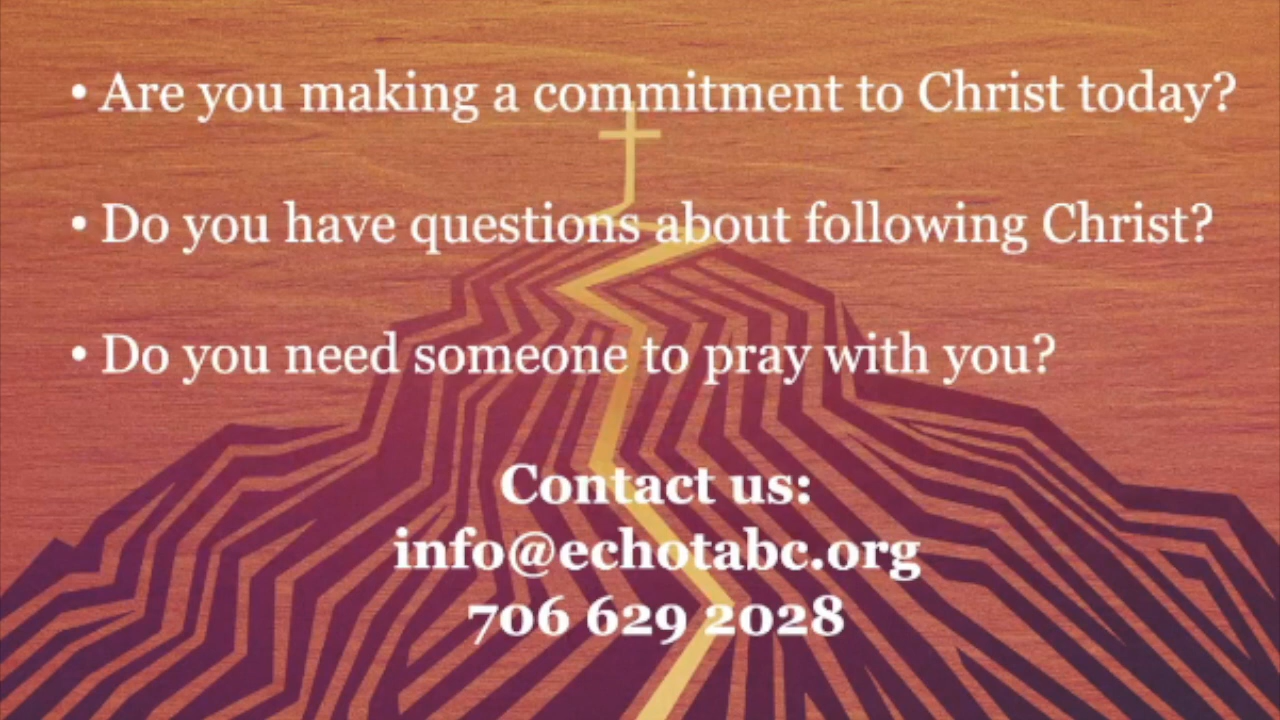 • Are you making a commitment to Christ today?
• Do you have questions about following Christ?
• Do you need someone to pray with you?
Contact us:
info@echotabc.org
706 629 2028